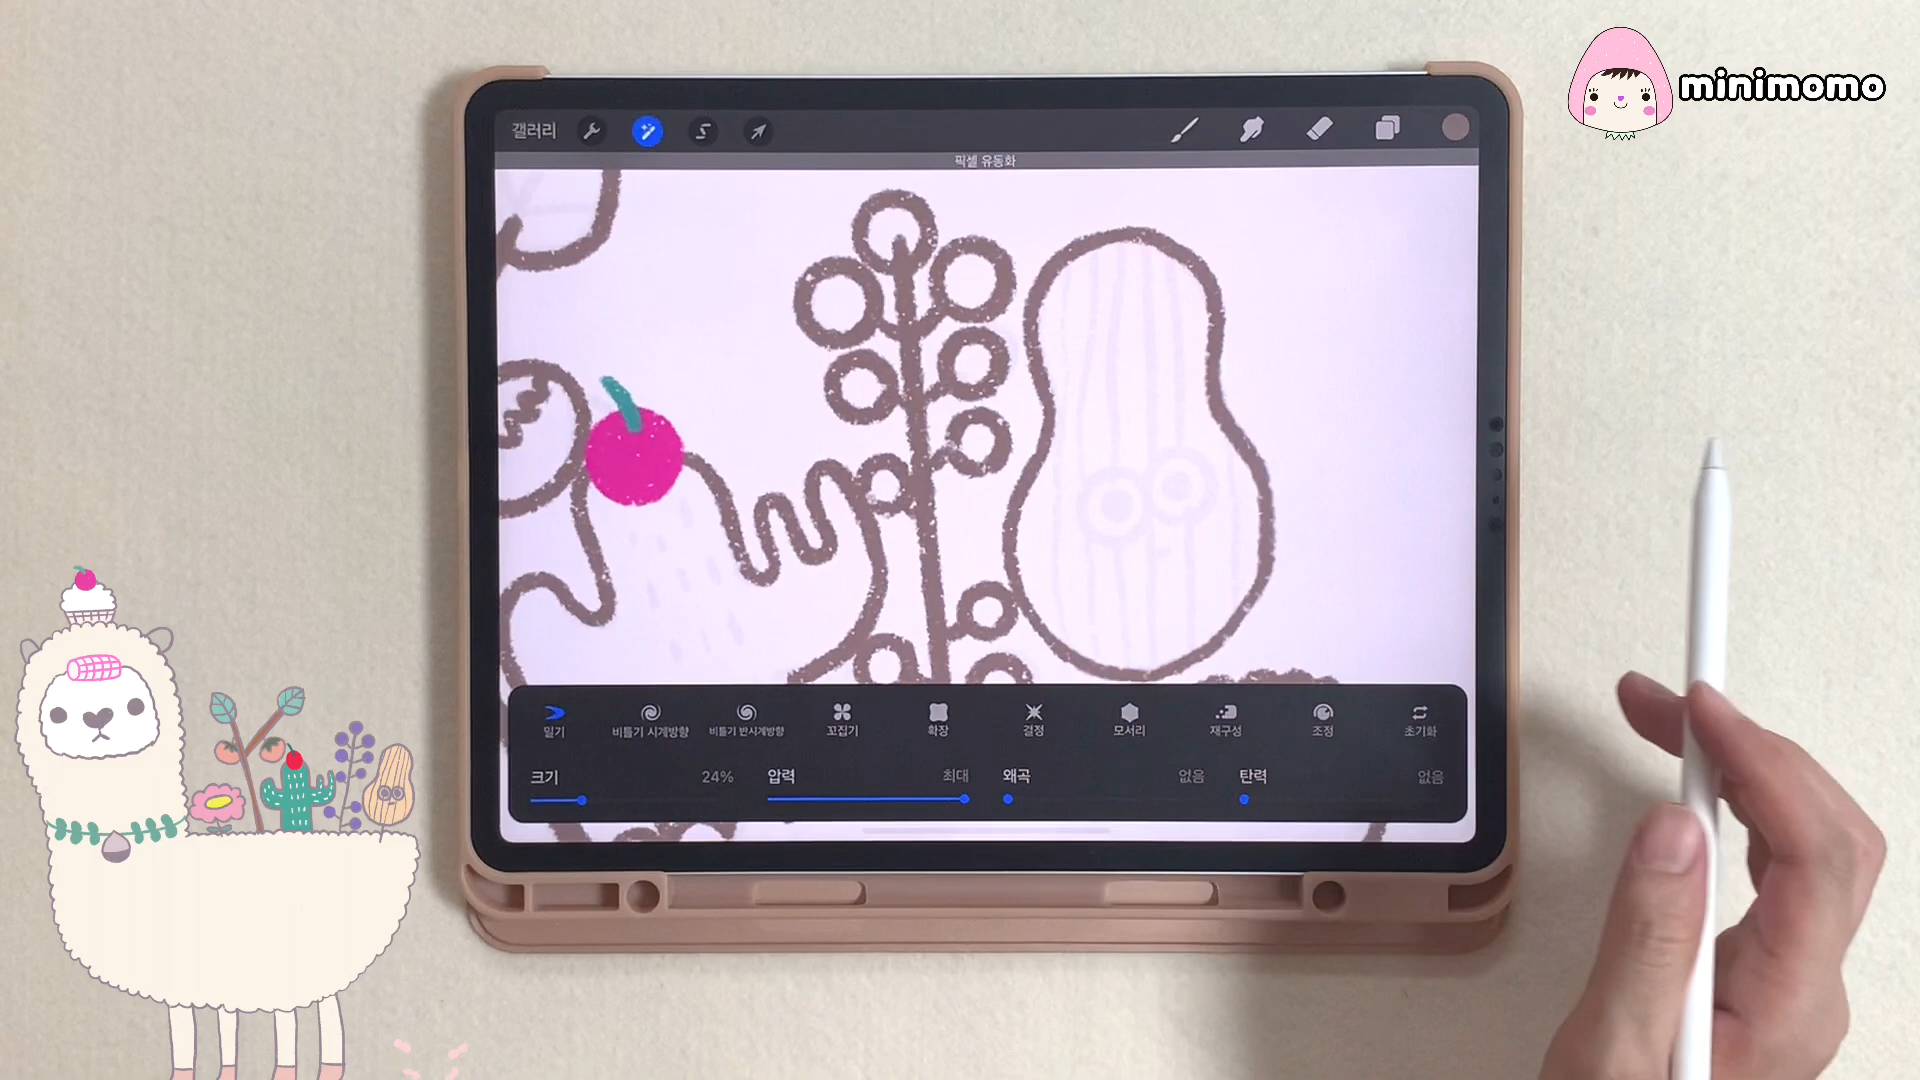 minimomo
갤러리
픽셀 유동화
밀기 비틀기 시계방향 비틀기 반시계방향 꼬집기 확장 결정 모서리 재구성 조정 초기화
크기 24% 압력 최대 왜곡 없음 탄력 없음